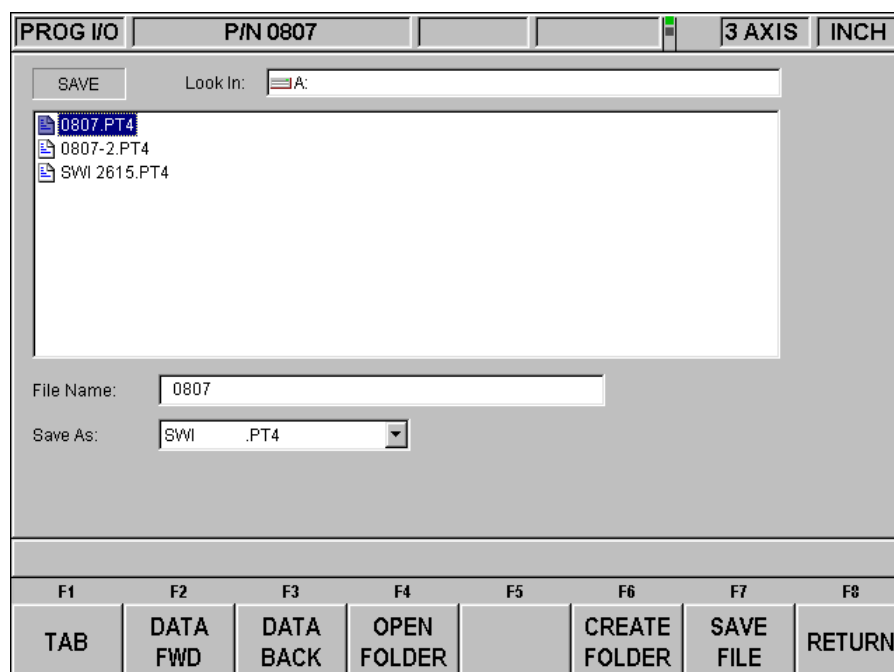 PROG I/O P/N 0807 3 AXIS INCH
SAVE Look In: A:
0807.PT4
0807-2.PT4
SWI 2615.PT4
File Name: 0807
Save As: SWI .PT4
F1 F2 F3 F4 F5 F6 F7 F8
TAB DATA FWD DATA BACK OPEN FOLDER CREATE FOLDER SAVE FILE RETURN